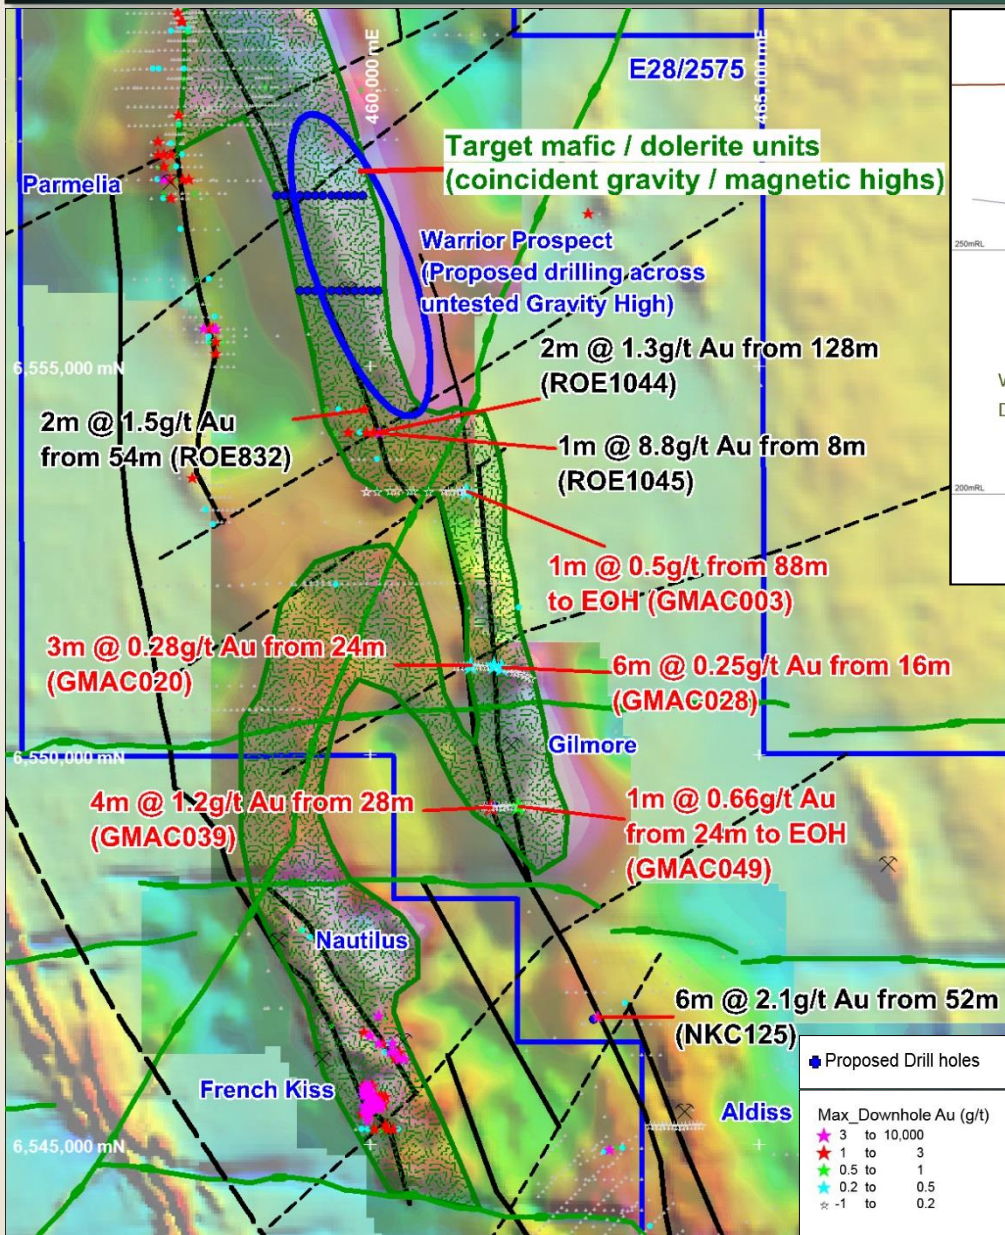 460,000 mE
465,000 mE
E28/2575
Target mafic / dolerite units
(coincident gravity / magnetic highs)
Parmelia
Warrior Prospect
(Proposed drilling across
untested Gravity High)
250mRL
6,555,000 mN
2m @ 1.3g/t Au from 128m
(ROE1044)
2m @ 1.5g/t Au
from 54m (ROE832)
1m @ 8.8g/t Au from 8m
(ROE1045)
200mRL
1m @ 0.5g/t from 88m
to EOH (GMAC003)
3m @ 0.28g/t Au from 24m
(GMAC020)
6m @ 0.25g/t Au from 16m
(GMAC028)
Gilmore
6,550,000 mN
4m @ 1.2g/t Au from 28m
(GMAC039)
1m @ 0.66g/t Au
from 24m to EOH
(GMAC049)
Nautilus
6m @ 2.1g/t Au from 52m
(NKC125)
French Kiss
Aldiss
6,545,000 mN
Proposed Drill holes
Max_Downhole Au (g/t)
3 to 10,000
1 to 3
0.5 to 1
0.2 to 0.5
-1 to 0.2